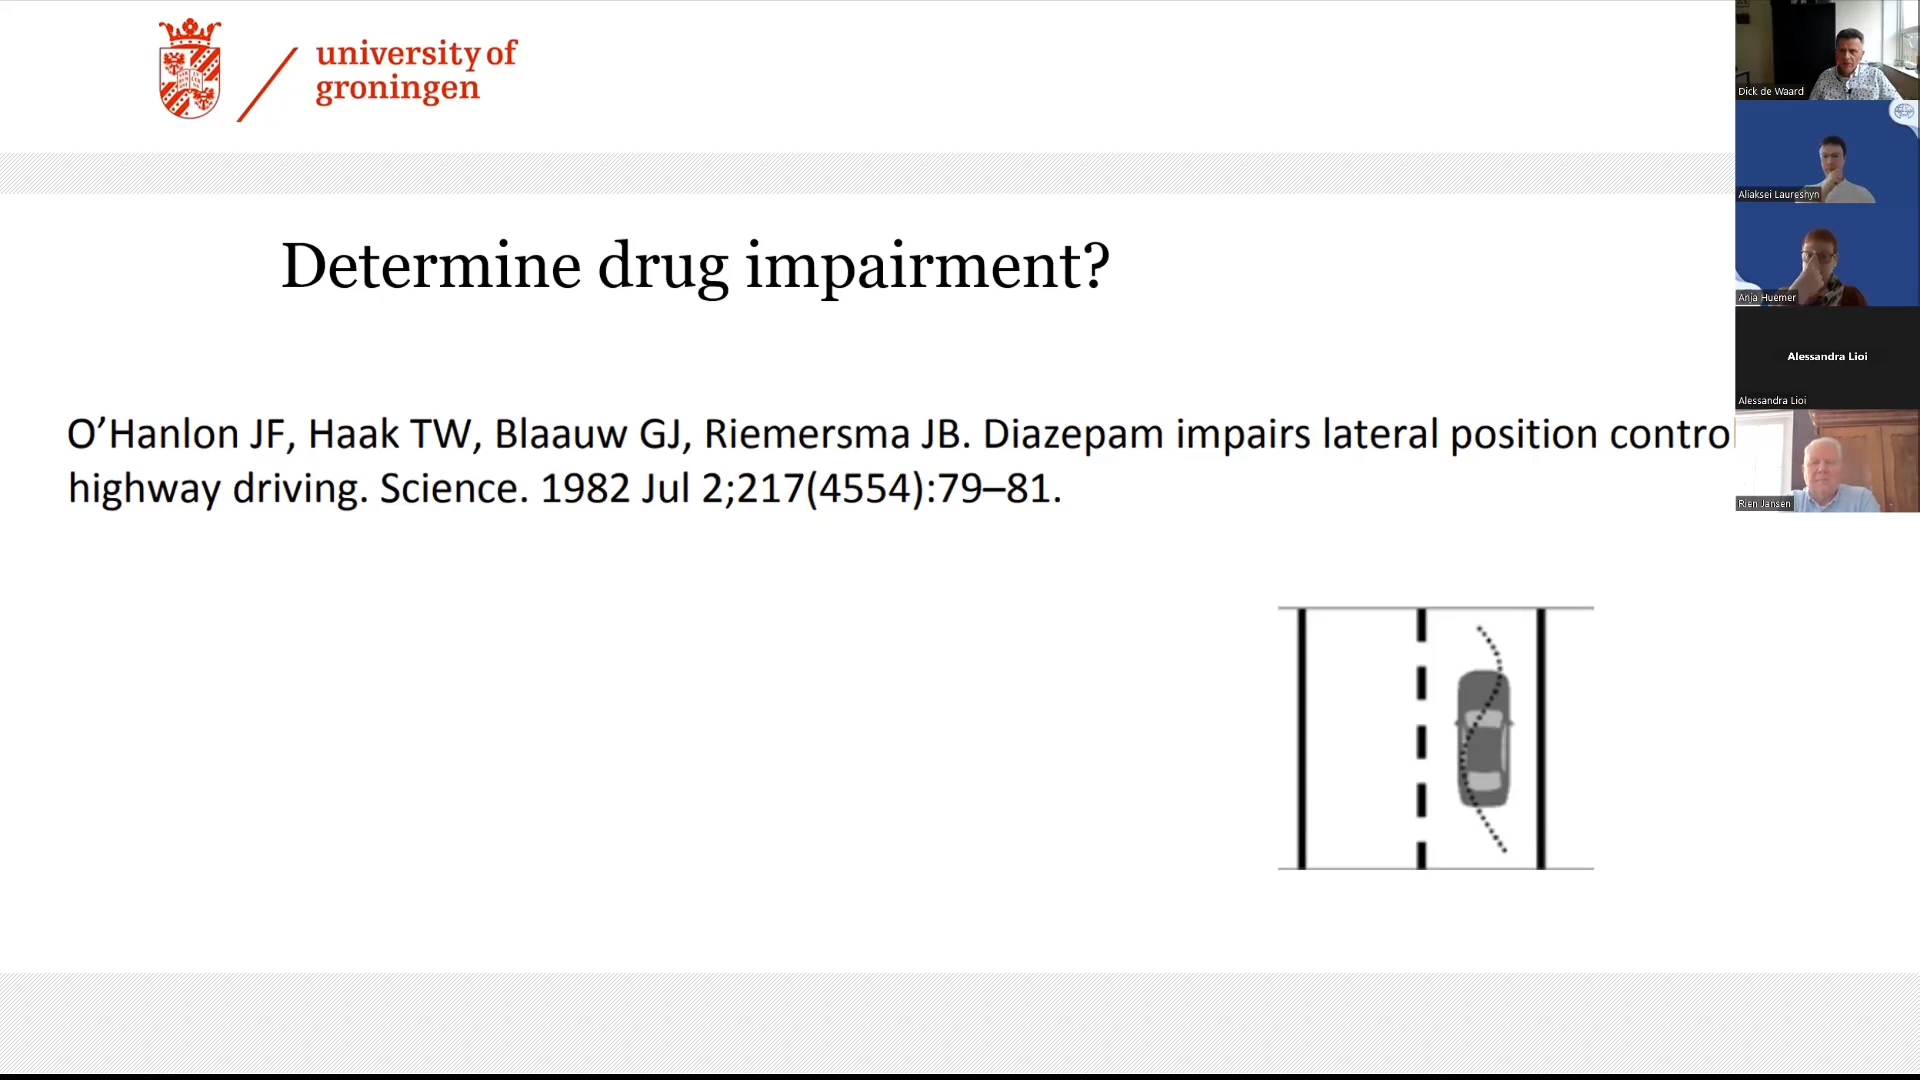 university of
groningen
Determine drug impairment?
O’Hanlon JF, Haak TW, Blaauw GJ, Riemersma JB. Diazepam impairs lateral position contro
highway driving. Science. 1982 Jul 2;217(4554):79–81.
Dick de Waard
Aliaksei Laureshyn
Anja Huemer
Alessandra Lioi
Alessandra Lioi
Rien Jansen